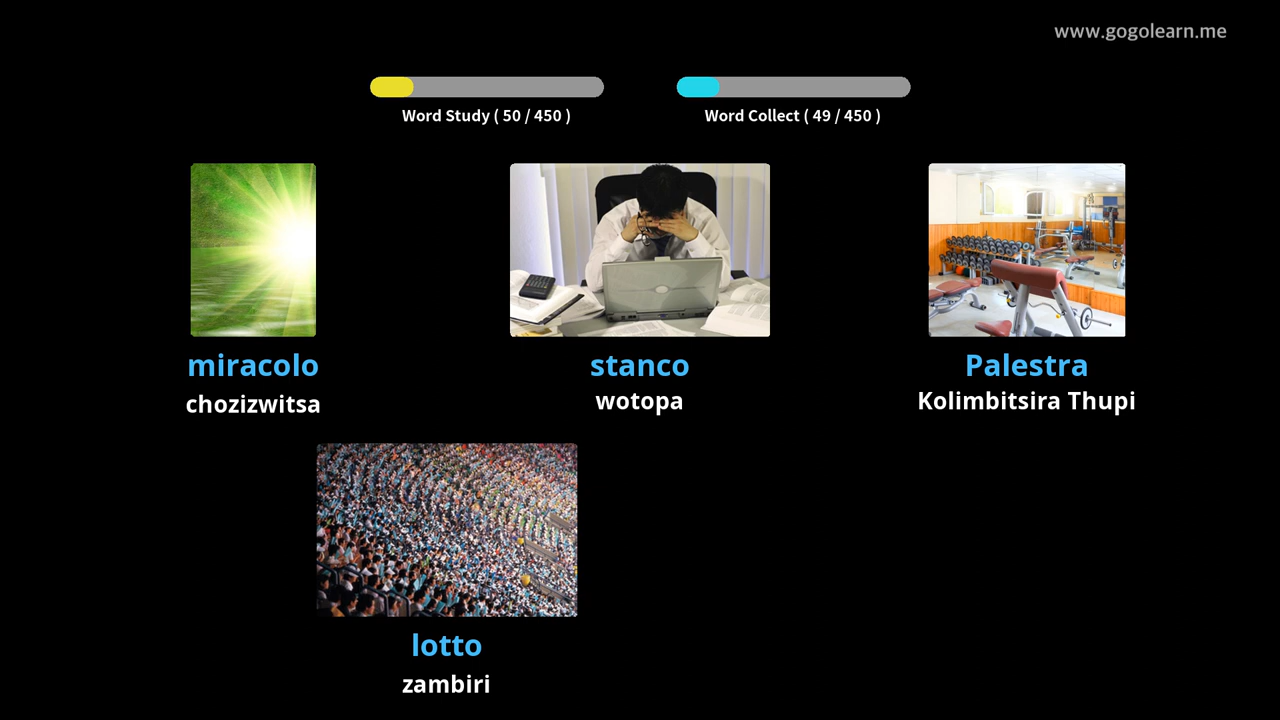 www.gogolearn.me
Word Study ( 50 / 450 )
Word Collect ( 49 / 450 )
miracolo
chozizwitsa
stanco
wotopa
Palestra
Kolimbitsira Thupi
lotto
zambiri